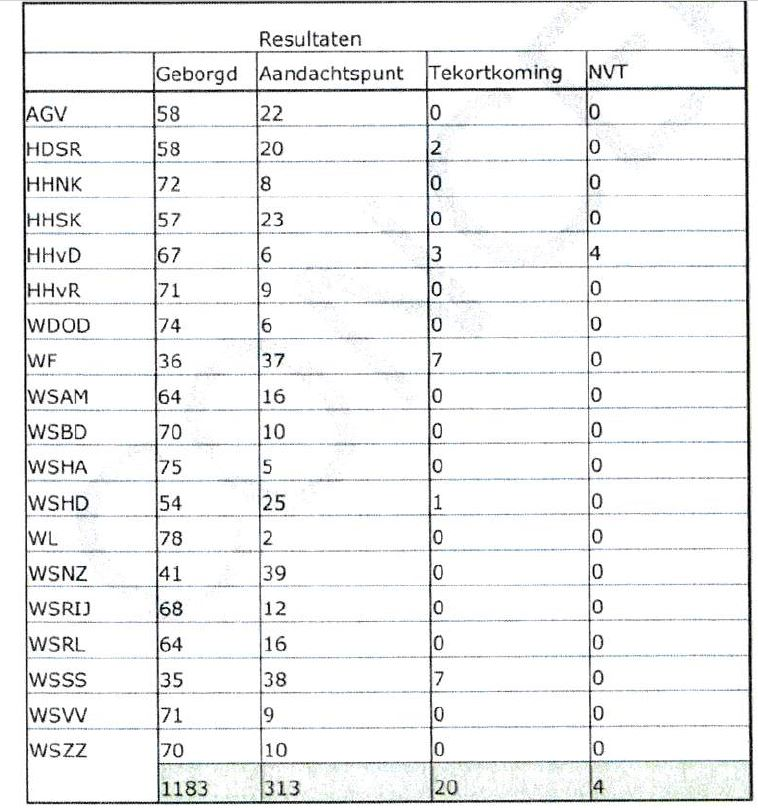 Resultaten
Geborgd Aandachtspunt Tekortkoming NVT
AGV 58 22 0 0
HDSR 58 20 2 0
HHNK 72 8 0 0
HHSK 57 23 0 0
HHvD 67 6 3 4
HHvR 71 9 0 0
WDOD 74 6 0 0
WF 36 37 7 0
WSAM 64 16 0 0
WSBD 70 10 0 0
WSHA 75 5 0 0
WSHD 54 25 1 0
WL 78 2 0 0
WSNZ 41 39 0 0
WSRIJ 68 12 0 0
WSRL 64 16 0 0
WSSS 35 38 7 0
WSVV 71 9 0 0
WSZZ 70 10 0 0
1183 313 20 4